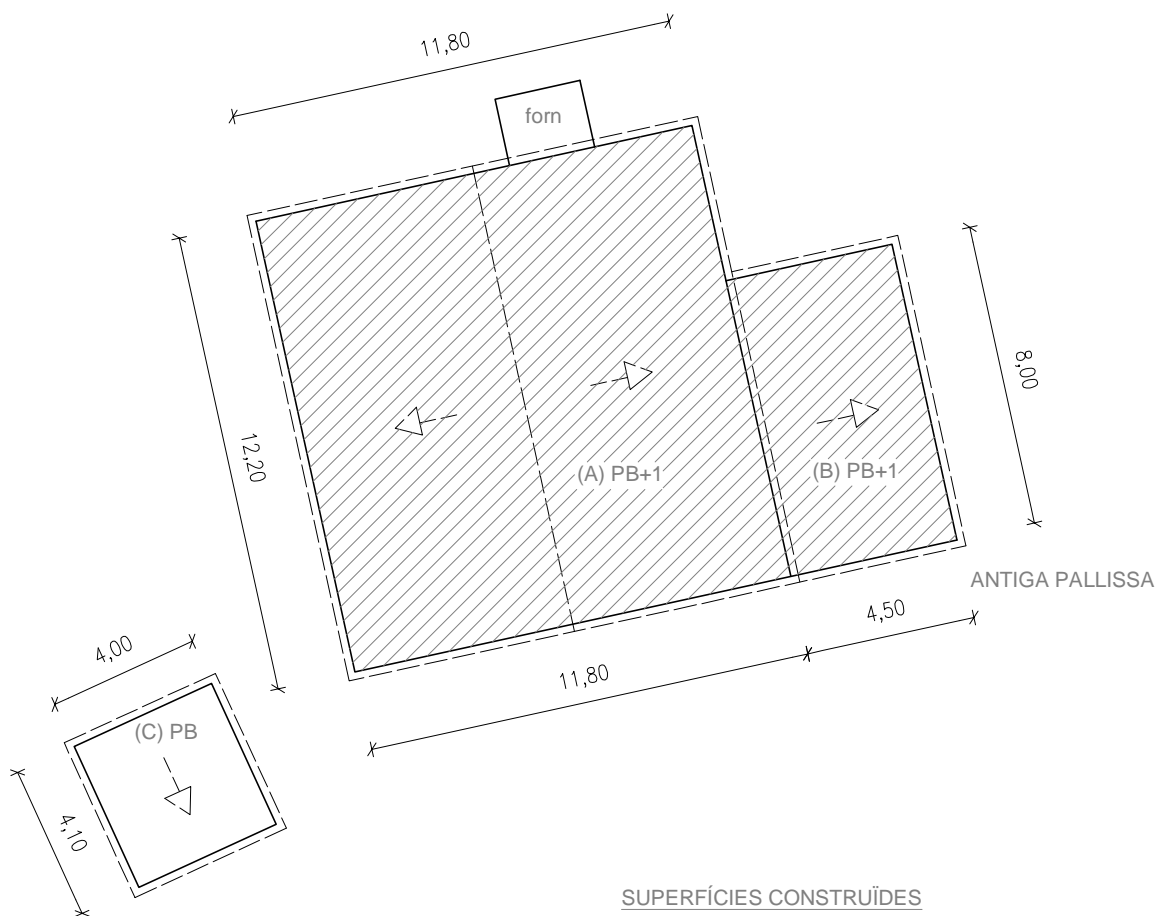 11,80
forn
12,20
8,00
(A) PB+1
(B) PB+1
ANTIGA PALLISSA
4,50
11,80
4,00
(C) PB
4,10
SUPERFÍCIES CONSTRUÏDES